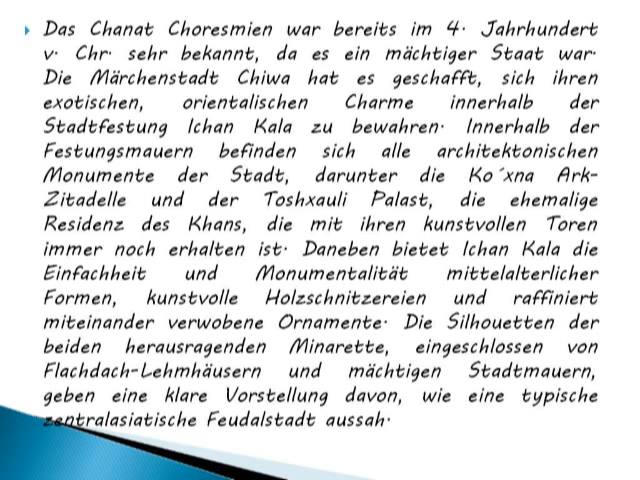 Das Chanat Choresmien war bereits im 4. Jahrhundert
v. Chr. sehr bekannt, da es ein mächtiger Staat war.
Die Märchenstadt Chiwa hat es geschafft, sich ihren
exotischen, orientalischen Charme innerhalb der
Stadtfestung Ichan Kala zu bewahren. Innerhalb der
Festungsmauern befinden sich alle architektonischen
Monumente der Stadt, darunter die Ko´xna Ark-
Zitadelle und der Toshxauli Palast, die ehemalige
Residenz des Khans, die mit ihren kunstvollen Toren
immer noch erhalten ist. Daneben bietet Ichan Kala die
Einfachheit und Monumentalität mittelalterlicher
Formen, kunstvolle Holzschnitzereien und raffiniert
miteinander verwobene Ornamente. Die Silhouetten der
beiden herausragenden Minarette, eingeschlossen von
Flachdach-Lehmhäusern und mächtigen Stadtmauern,
geben eine klare Vorstellung davon, wie eine typische
zentralasiatische Feudalstadt aussah.